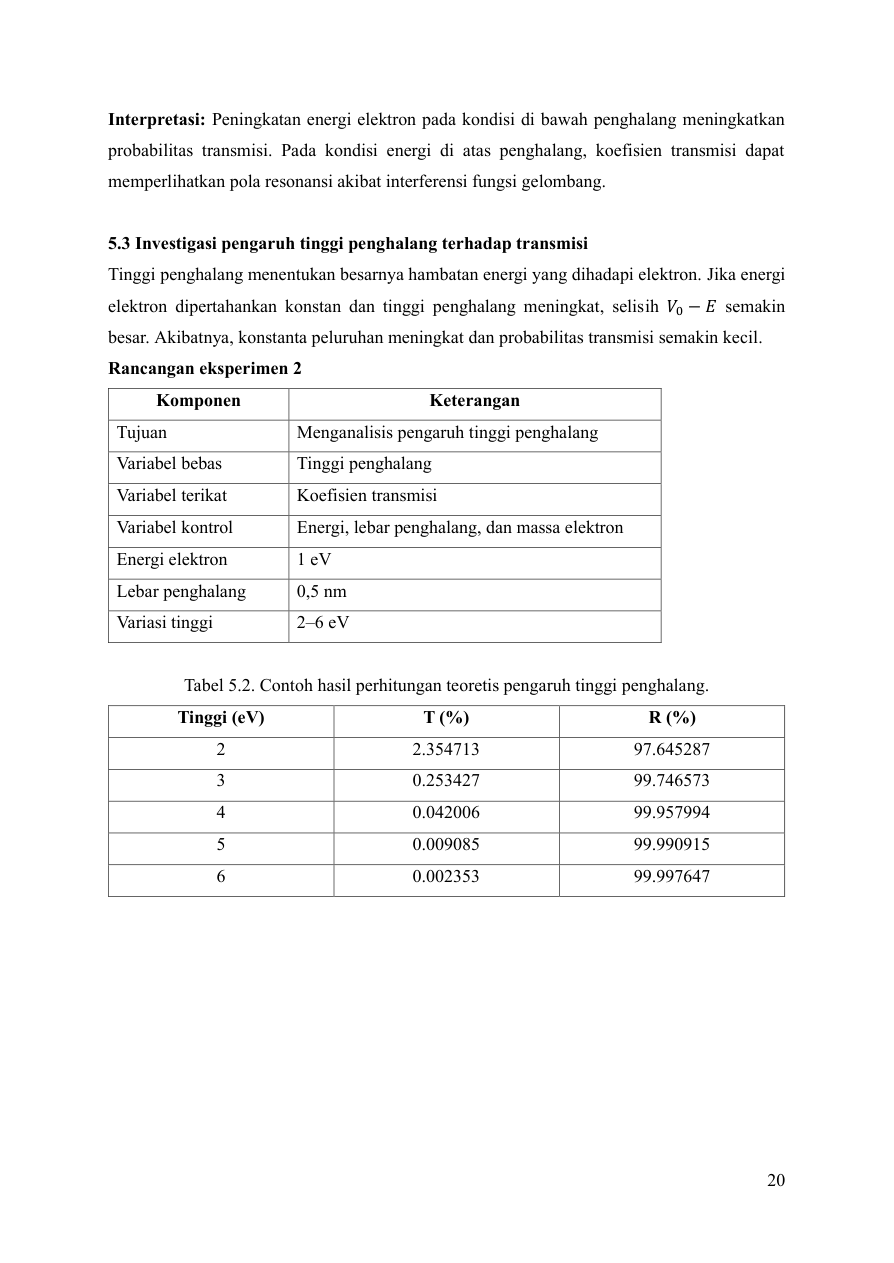 Interpretasi: Peningkatan energi elektron pada kondisi di bawah penghalang meningkatkan
probabilitas transmisi. Pada kondisi energi di atas penghalang, koefisien transmisi dapat
memperlihatkan pola resonansi akibat interferensi fungsi gelombang.
5.3 Investigasi pengaruh tinggi penghalang terhadap transmisi
Tinggi penghalang menentukan besarnya hambatan energi yang dihadapi elektron. Jika energi
elektron dipertahankan konstan dan tinggi penghalang meningkat, selisih 𝑉₀ − 𝐸 semakin
besar. Akibatnya, konstanta peluruhan meningkat dan probabilitas transmisi semakin kecil.
Rancangan eksperimen 2
Komponen Keterangan
Tujuan Menganalisis pengaruh tinggi penghalang
Variabel bebas Tinggi penghalang
Variabel terikat Koefisien transmisi
Variabel kontrol Energi, lebar penghalang, dan massa elektron
Energi elektron 1 eV
Lebar penghalang 0,5 nm
Variasi tinggi 2–6 eV
Tabel 5.2. Contoh hasil perhitungan teoretis pengaruh tinggi penghalang.
Tinggi (eV) T (%) R (%)
2 2.354713 97.645287
3 0.253427 99.746573
4 0.042006 99.957994
5 0.009085 99.990915
6 0.002353 99.997647
20